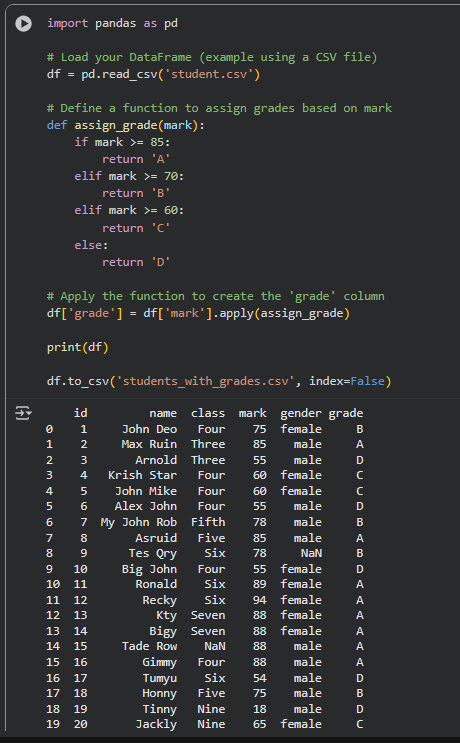 import pandas as pd

# Load your DataFrame (example using a CSV file)
df = pd.read_csv('student.csv')

# Define a function to assign grades based on mark
def assign_grade(mark):
    if mark >= 85:
        return 'A'
    elif mark >= 70:
        return 'B'
    elif mark >= 60:
        return 'C'
    else:
        return 'D'

# Apply the function to create the 'grade' column
df['grade'] = df['mark'].apply(assign_grade)

print(df)

df.to_csv('students_with_grades.csv', index=False)
    id         name  class  mark  gender grade
0    1     John Deo   Four    75  female     B
1    2     Max Ruin  Three    85    male     A
2    3       Arnold  Three    55    male     D
3    4   Krish Star   Four    60  female     C
4    5    John Mike   Four    60  female     C
5    6    Alex John   Four    55    male     D
6    7  My John Rob  Fifth    78    male     B
7    8       Asruid   Five    85    male     A
8    9      Tes Qry    Six    78     NaN     B
9   10     Big John   Four    55  female     D
10  11       Ronald    Six    89  female     A
11  12        Recky    Six    94  female     A
12  13          Kty  Seven    88  female     A
13  14         Bigy  Seven    88  female     A
14  15     Tade Row    NaN    88    male     A
15  16        Gimmy   Four    88    male     A
16  17        Tumyu    Six    54    male     D
17  18        Honny   Five    75    male     B
18  19        Tinny   Nine    18    male     D
19  20       Jackly   Nine    65  female     C